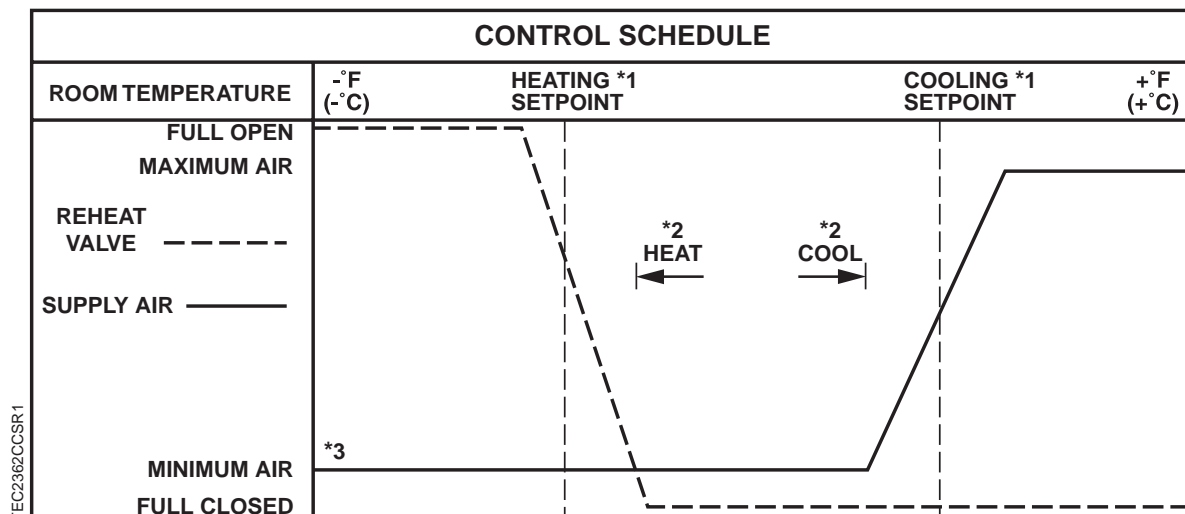 CONTROL SCHEDULE
ROOM TEMPERATURE
-˚F
(-˚C)
HEATING *1
SETPOINT
COOLING *1
SETPOINT
+˚F
(+˚C)
FULL OPEN
MAXIMUM AIR
REHEAT
VALVE
*2
HEAT
*2
COOL
SUPPLY AIR
*3
MINIMUM AIR
FULL CLOSED
TEC2362CCSR1